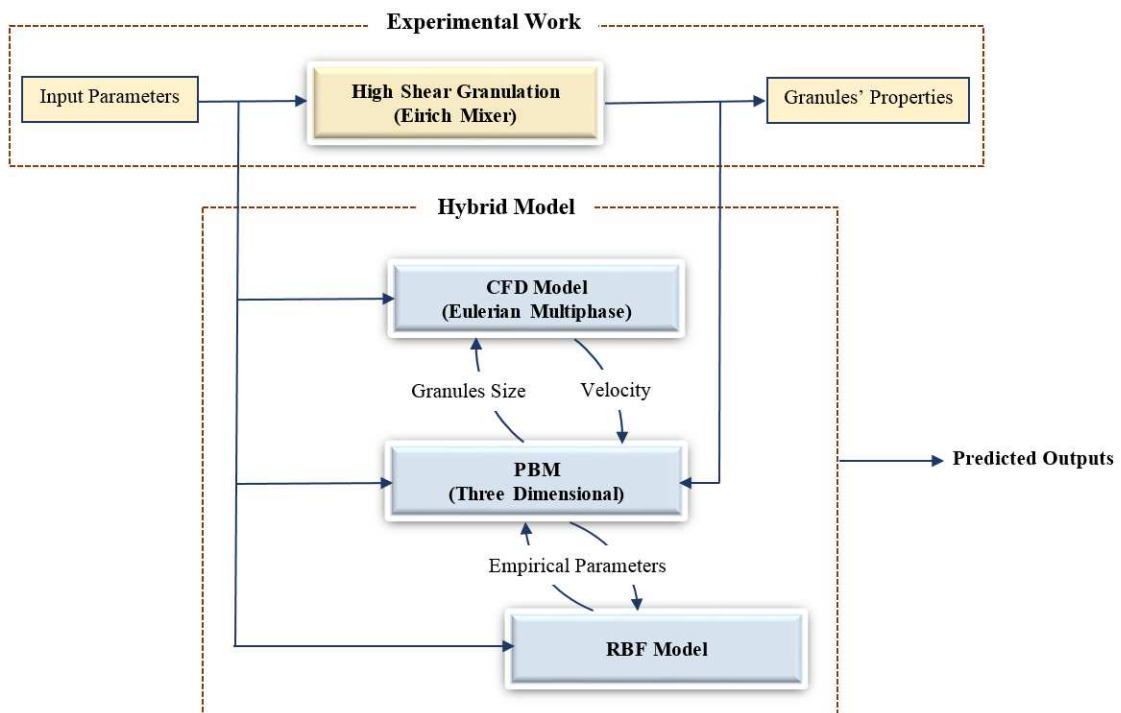 Experimental Work
Input Parameters
High Shear Granulation
(Eirich Mixer)
Granules’ Properties
Hybrid Model
CFD Model
(Eulerian Multiphase)
Granules Size
Velocity
PBM
(Three Dimensional)
Predicted Outputs
Empirical Parameters
RBF Model